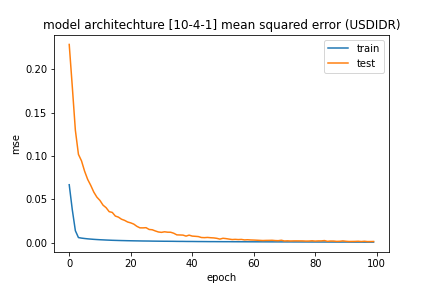 model architechture [10-4-1] mean squared error (USDIDR)
train
test
0.20
0.15
0.10
0.05
0.00
mse
0
20
40
60
80
100
epoch